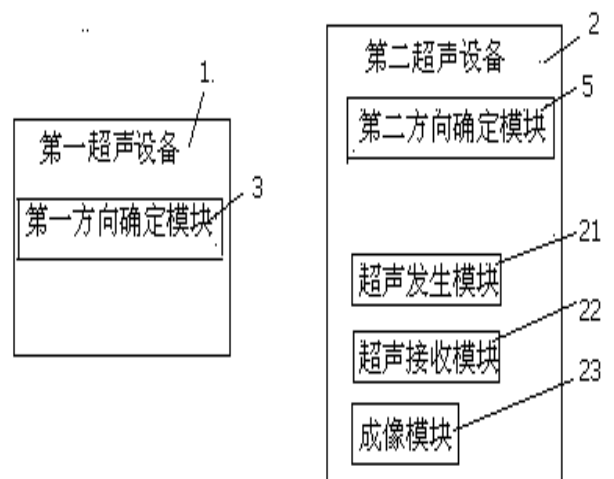 1
第一超声设备
第一方向确定模块
3
2
第二超声设备
5
第二方向确定模块
21
超声发生模块
22
超声接收模块
23
成像模块